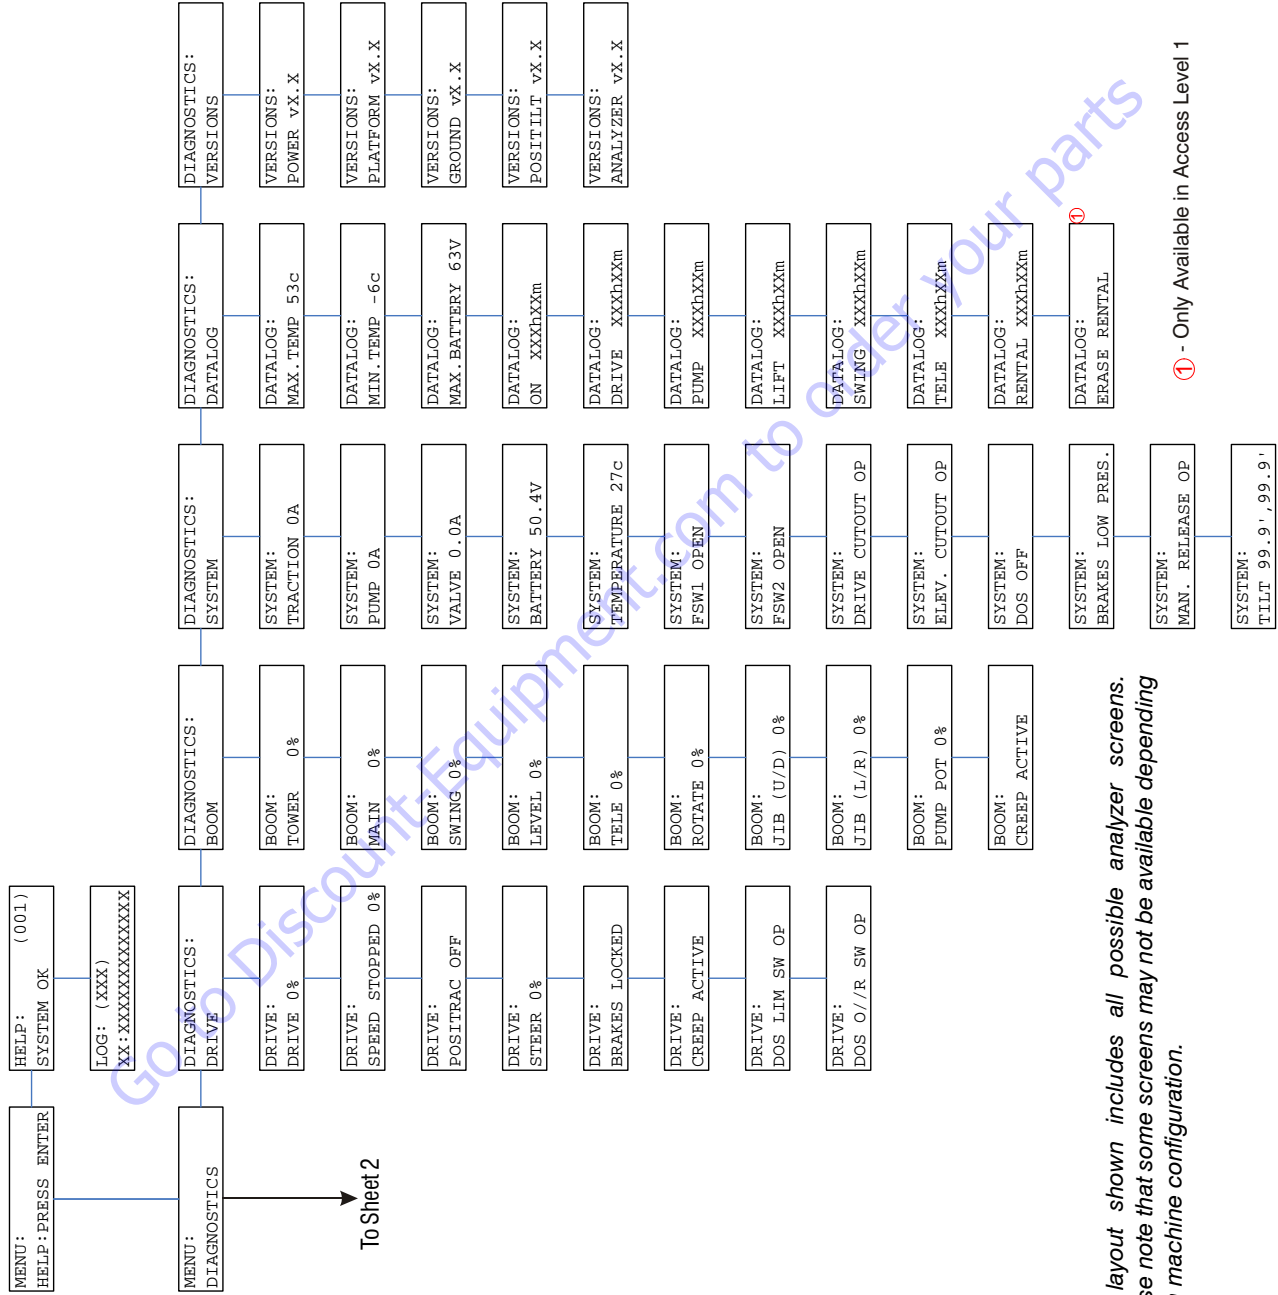 MENU:
HELP:PRESS ENTER
HELP: (001)
SYSTEM OK
LOG: (XXX)
XX:XXXXXXXXXXXXXX
MENU:
DIAGNOSTICS
To Sheet 2
DIAGNOSTICS:
DRIVE
DRIVE:
DRIVE 0%
DRIVE:
SPEED STOPPED 0%
DRIVE:
POSITRAC OFF
DRIVE:
STEER 0%
DRIVE:
BRAKES LOCKED
DRIVE:
CREEP ACTIVE
DRIVE:
DOS LIM SW OP
DRIVE:
DOS O//R SW OP
DIAGNOSTICS:
BOOM
BOOM:
TOWER 0%
BOOM:
MAIN 0%
BOOM:
SWING 0%
BOOM:
LEVEL 0%
BOOM:
TELE 0%
BOOM:
ROTATE 0%
BOOM:
JIB (U/D) 0%
BOOM:
JIB (L/R) 0%
BOOM:
PUMP POT 0%
BOOM:
CREEP ACTIVE
DIAGNOSTICS:
SYSTEM
SYSTEM:
TRACTION 0A
SYSTEM:
PUMP 0A
SYSTEM:
VALVE 0.0A
SYSTEM:
BATTERY 50.4V
SYSTEM:
TEMPERATURE 27c
SYSTEM:
FSW1 OPEN
SYSTEM:
FSW2 OPEN
SYSTEM:
DRIVE CUTOUT OP
SYSTEM:
ELEV. CUTOUT OP
SYSTEM:
DOS OFF
SYSTEM:
BRAKES LOW PRES.
SYSTEM:
MAN. RELEASE OP
SYSTEM:
TILT 99.9',99.9'
DIAGNOSTICS:
DATALOG
DATALOG:
MAX.TEMP 53c
DATALOG:
MIN.TEMP -6c
DATALOG:
MAX.BATTERY 63V
DATALOG:
ON XXXhXXm
DATALOG:
DRIVE XXXhXXm
DATALOG:
PUMP XXXhXXm
DATALOG:
LIFT XXXhXXm
DATALOG:
SWING XXXhXXm
DATALOG:
TELE XXXhXXm
DATALOG:
RENTAL XXXhXXm
DATALOG:
ERASE RENTAL
1
DIAGNOSTICS:
VERSIONS
VERSIONS:
POWER vX.X
VERSIONS:
PLATFORM vX.X
VERSIONS:
GROUND vX.X
VERSIONS:
POSITILT vX.X
VERSIONS:
ANALYZER vX.X
layout shown includes all possible analyzer screens.
se note that some screens may not be available depending
machine configuration.
1 - Only Available in Access Level 1
Go to Discount-Equipment.com to order your parts